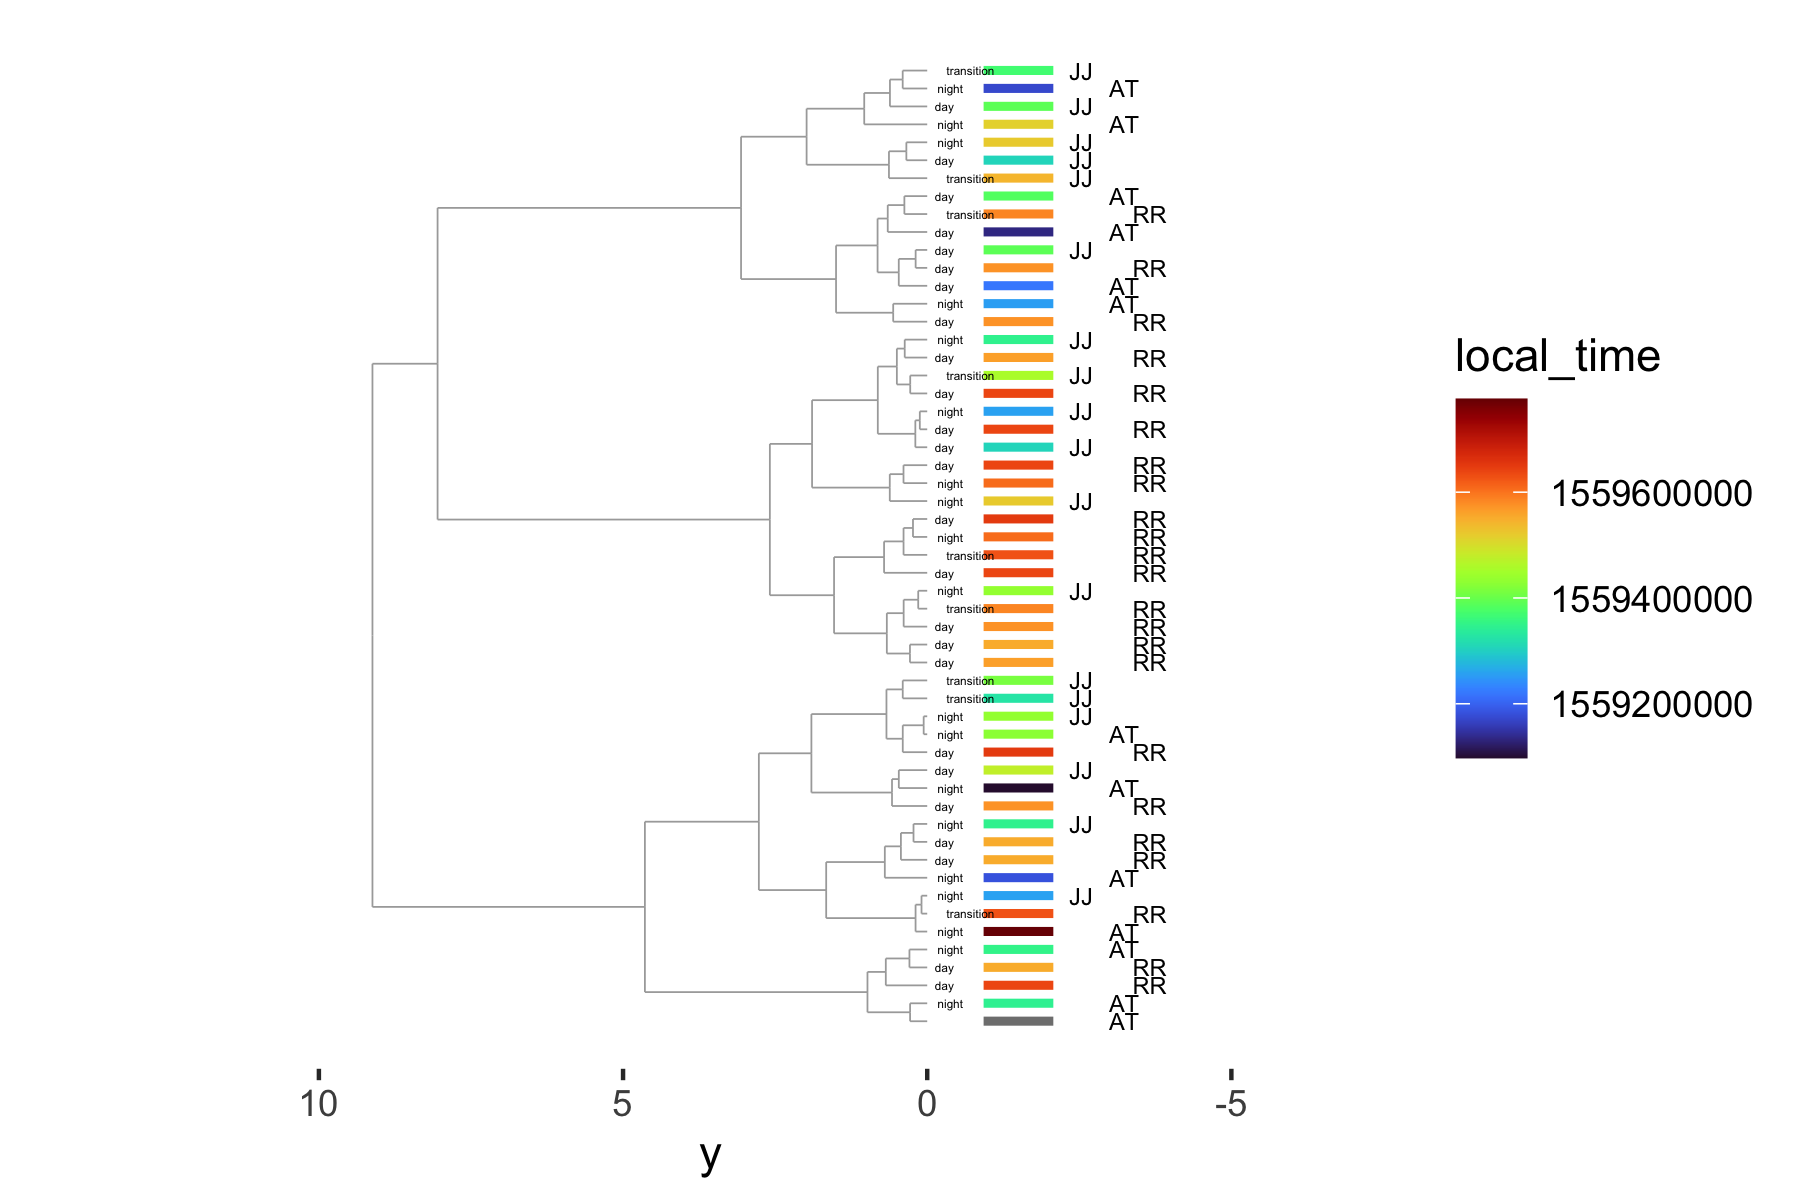 transition JJ
night AT
day JJ
night AT
night JJ
day JJ
transition JJ
day AT
transition RR
day AT
day JJ
day RR
day AT
night AT
day RR
night JJ
day RR
transition JJ
day RR
night JJ
day RR
day JJ
day RR
night RR
night JJ
day RR
night RR
transition RR
day RR
night JJ
transition RR
day RR
day RR
day RR
transition JJ
transition JJ
night JJ
night AT
day RR
day JJ
night AT
day RR
night JJ
day RR
day RR
night AT
night JJ
transition RR
night AT
night AT
day RR
day RR
night AT
AT
10 5 0 -5
y
local_time
1559600000
1559400000
1559200000